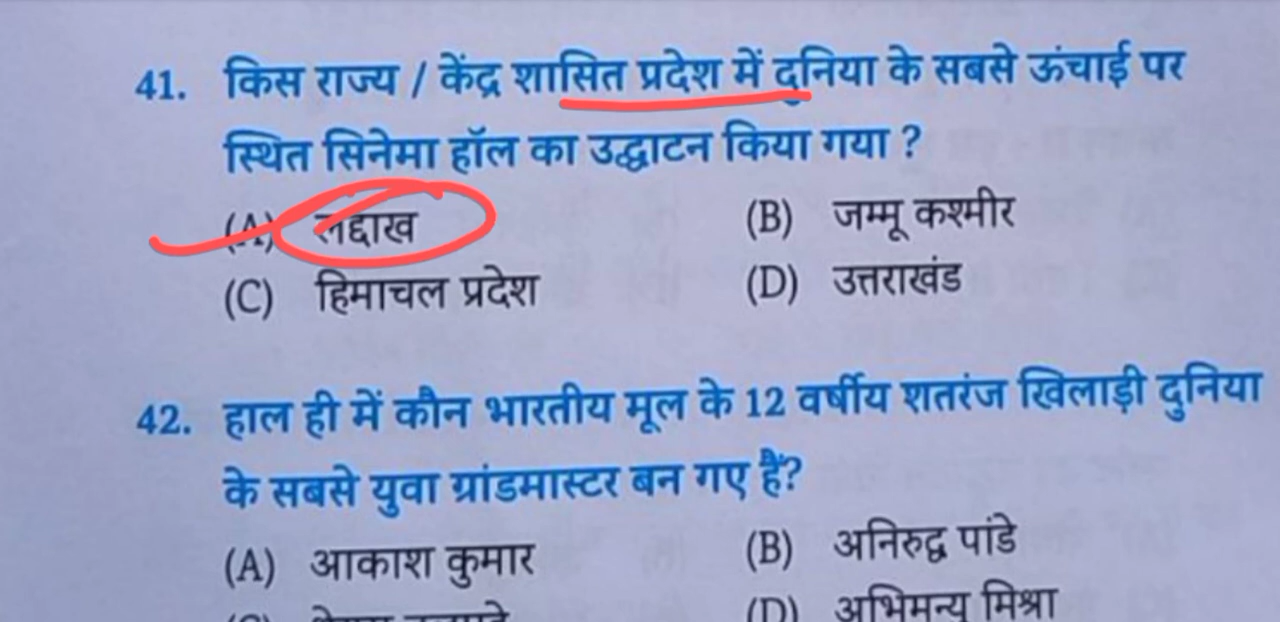 41. किस राज्य / केंद्र शासित प्रदेश में दुनिया के सबसे ऊंचाई पर
स्थित सिनेमा हॉल का उद्घाटन किया गया ?
(A) लद्दाख (B) जम्मू कश्मीर
(C) हिमाचल प्रदेश (D) उत्तराखंड
42. हाल ही में कौन भारतीय मूल के 12 वर्षीय शतरंज खिलाड़ी दुनिया
के सबसे युवा ग्रांडमास्टर बन गए हैं?
(A) आकाश कुमार (B) अनिरुद्ध पांडे
(D) अभिमन्यु मिश्रा